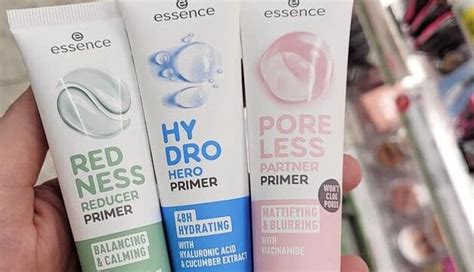 essence
RED
NESS
REDUCER
PRIMER
BALANCING
& CALMING
essence
HY
DRO
HERO
PRIMER
48H
HYDRATING
WITH
HYALURONIC ACID
& CUCUMBER EXTRACT
essence
PORE
LESS
PARTNER
PRIMER
WON'T
CLOG
PORES
MATTIFYING
& BLURRING
WITH
NIACINAMIDE